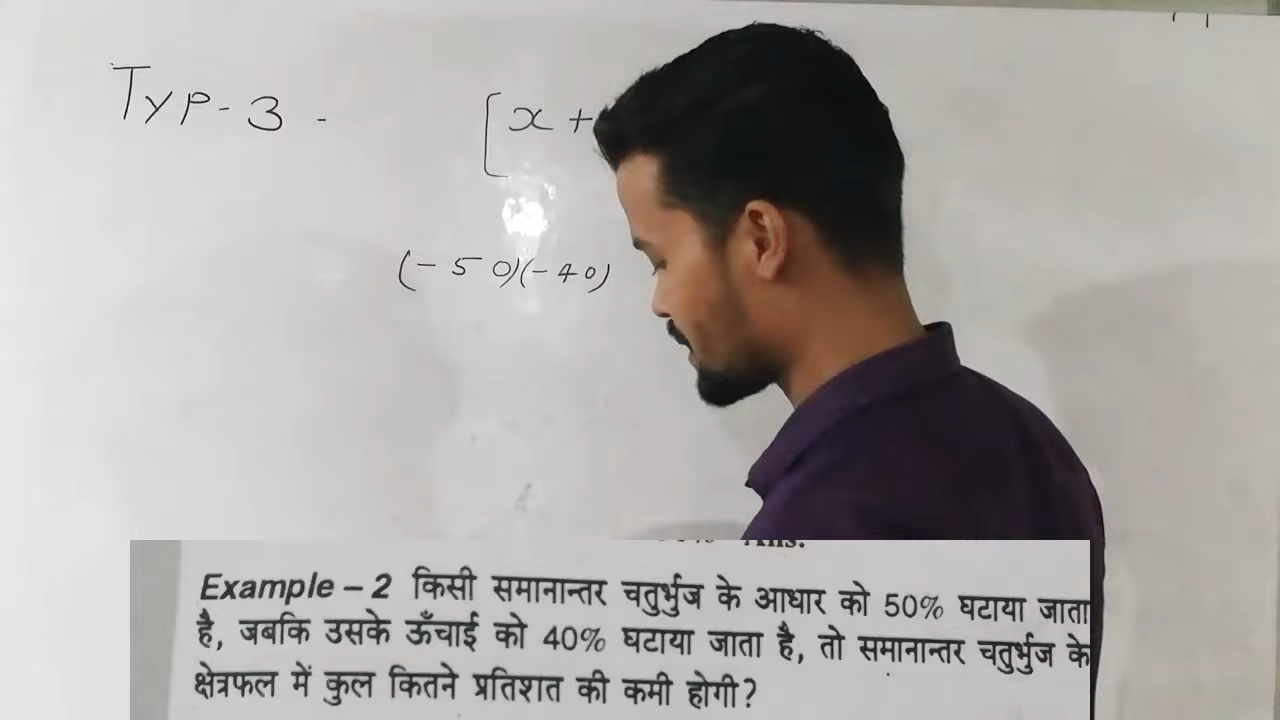 Typ-3 - [x +
(-50)(-40)
Ans.
Example – 2 किसी समानान्तर चतुर्भुज के आधार को 50% घटाया जाता
है, जबकि उसके ऊँचाई को 40% घटाया जाता है, तो समानान्तर चतुर्भुज के
क्षेत्रफल में कुल कितने प्रतिशत की कमी होगी?